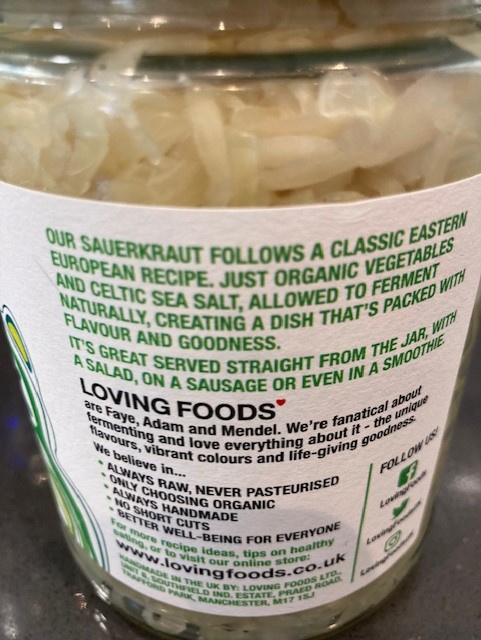 OUR SAUERKRAUT FOLLOWS A CLASSIC EASTERN
EUROPEAN RECIPE. JUST ORGANIC VEGETABLES
AND CELTIC SEA SALT, ALLOWED TO FERMENT
NATURALLY, CREATING A DISH THAT'S PACKED WITH
FLAVOUR AND GOODNESS.
IT'S GREAT SERVED STRAIGHT FROM THE JAR, WITH
A SALAD, ON A SAUSAGE OR EVEN IN A SMOOTHIE.
LOVING FOODS
are Faye, Adam and Mendel. We're fanatical about
fermenting and love everything about it - the unique
flavours, vibrant colours and life-giving goodness.
We believe in...
• ALWAYS RAW, NEVER PASTEURISED
• ONLY CHOOSING ORGANIC
• ALWAYS HANDMADE
• NO SHORT CUTS
• BETTER WELL-BEING FOR EVERYONE
For more recipe ideas, tips on healthy
eating, or to visit our online store:
www.lovingfoods.co.uk
HANDMADE IN THE UK BY: LOVING FOODS LTD.,
UNIT 8, SOUTHFIELD IND. ESTATE, PRAED ROAD,
TRAFFORD PARK, MANCHESTER, M17 1SJ
FOLLOW US!
Lovingfoods
Lovingfoods
Lovingfoods